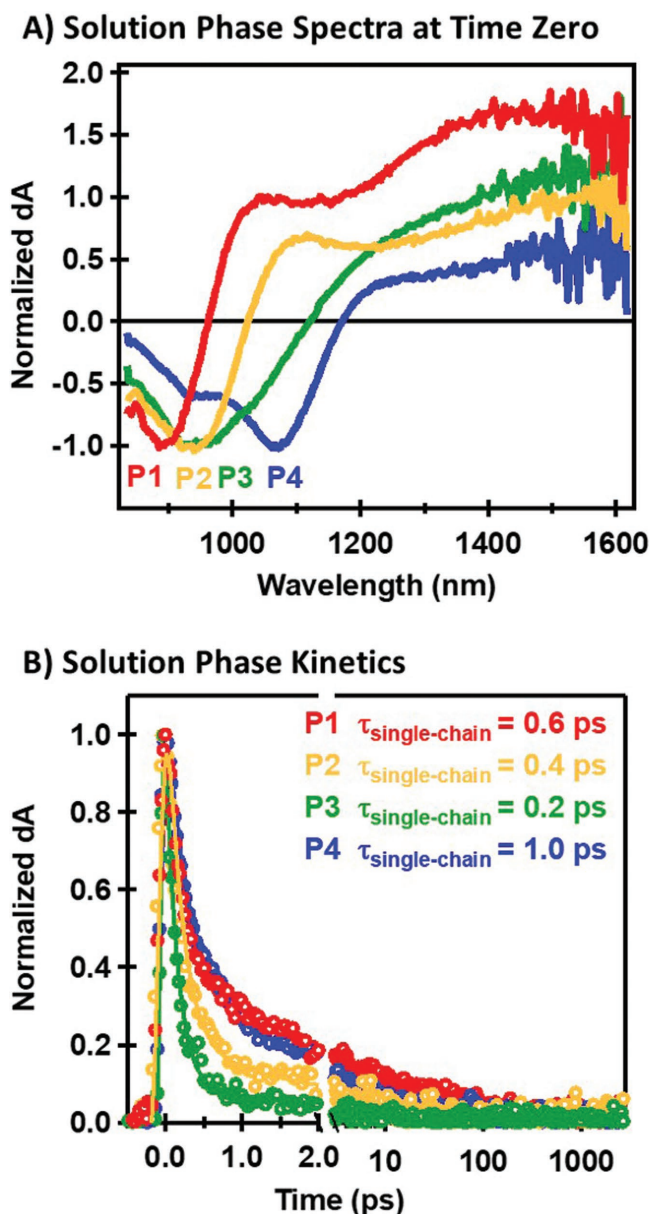 A) Solution Phase Spectra at Time Zero
2.0
1.5
1.0
0.5
0.0
-0.5
-1.0
Normalized dA
P1 P2 P3 P4
1000 1200 1400 1600
Wavelength (nm)
B) Solution Phase Kinetics
P1 τsingle-chain = 0.6 ps
P2 τsingle-chain = 0.4 ps
P3 τsingle-chain = 0.2 ps
P4 τsingle-chain = 1.0 ps
1.0
0.8
0.6
0.4
0.2
0.0
Normalized dA
0.0 1.0 2.0 10 100 1000
Time (ps)